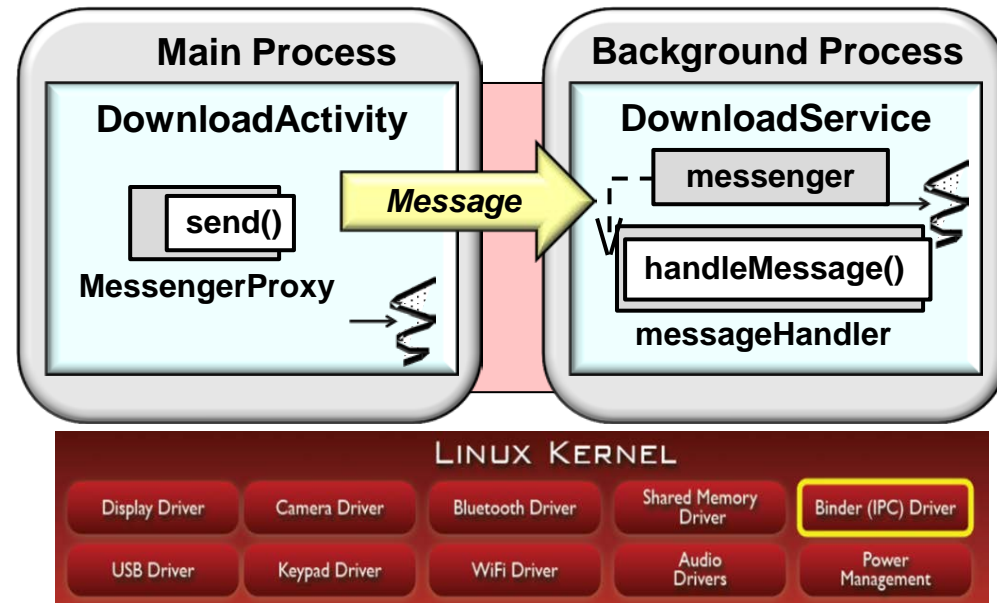 Main Process
DownloadActivity
send()
MessengerProxy
Message
Background Process
DownloadService
messenger
handleMessage()
messageHandler
LINUX KERNEL
Display Driver
Camera Driver
Bluetooth Driver
Shared Memory
Driver
Binder (IPC) Driver
USB Driver
Keypad Driver
WiFi Driver
Audio
Drivers
Power
Management